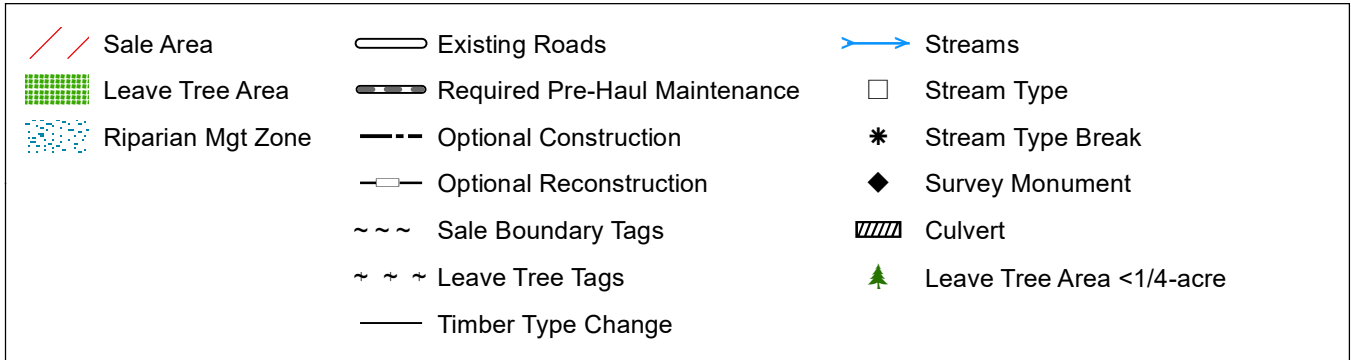 Sale Area
Leave Tree Area
Riparian Mgt Zone
Existing Roads
Required Pre-Haul Maintenance
Optional Construction
Optional Reconstruction
Sale Boundary Tags
Leave Tree Tags
Timber Type Change
Streams
Stream Type
Stream Type Break
Survey Monument
Culvert
Leave Tree Area <1/4-acre